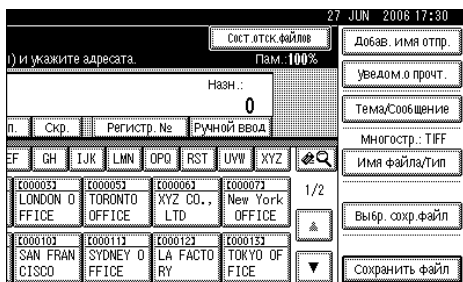 27 JUN 2006 17:30
Сост.отск.файлов
Добав. имя отпр.
) и укажите адресата.
Пам.:100%
Уведом.о прочт.
Назн.:
0
Тема/Сообщение
п. Скр. Регистр. № Ручной ввод
Многостр.: TIFF
Имя файла/Тип
EF GH IJK LMN OPQ RST UVW XYZ
[00003] [00005] [00006] [00007]
LONDON O TORONTO XYZ CO., New York
FFICE OFFICE LTD OFFICE
1/2
Выбр. сохр.файл
[00010] [00011] [00012] [00013]
SAN FRAN SYDNEY O LA FACTO TOKYO OF
CISCO FFICE RY FICE
Сохранить файл